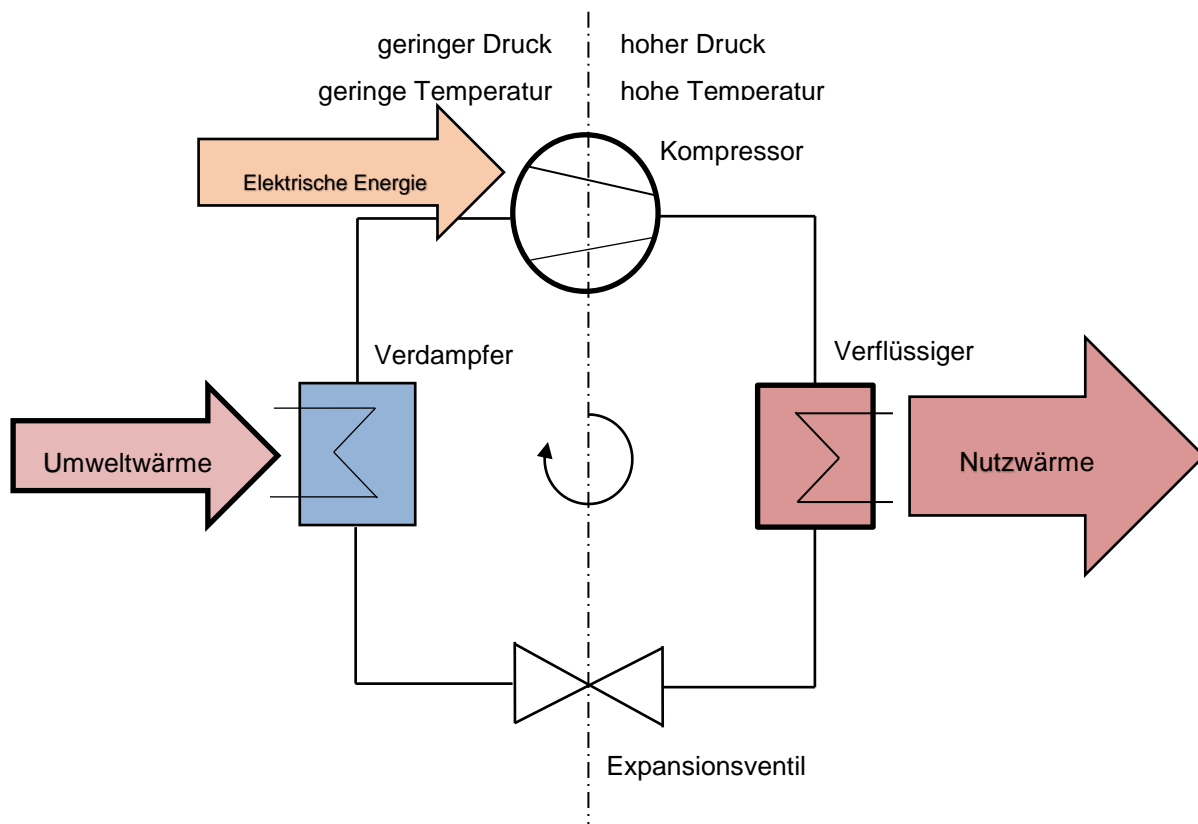 geringer Druck
hoher Druck
geringe Temperatur
hohe Temperatur
Kompressor
Elektrische Energie
Verdampfer
Verflüssiger
Umweltwärme
Nutzwärme
Expansionsventil